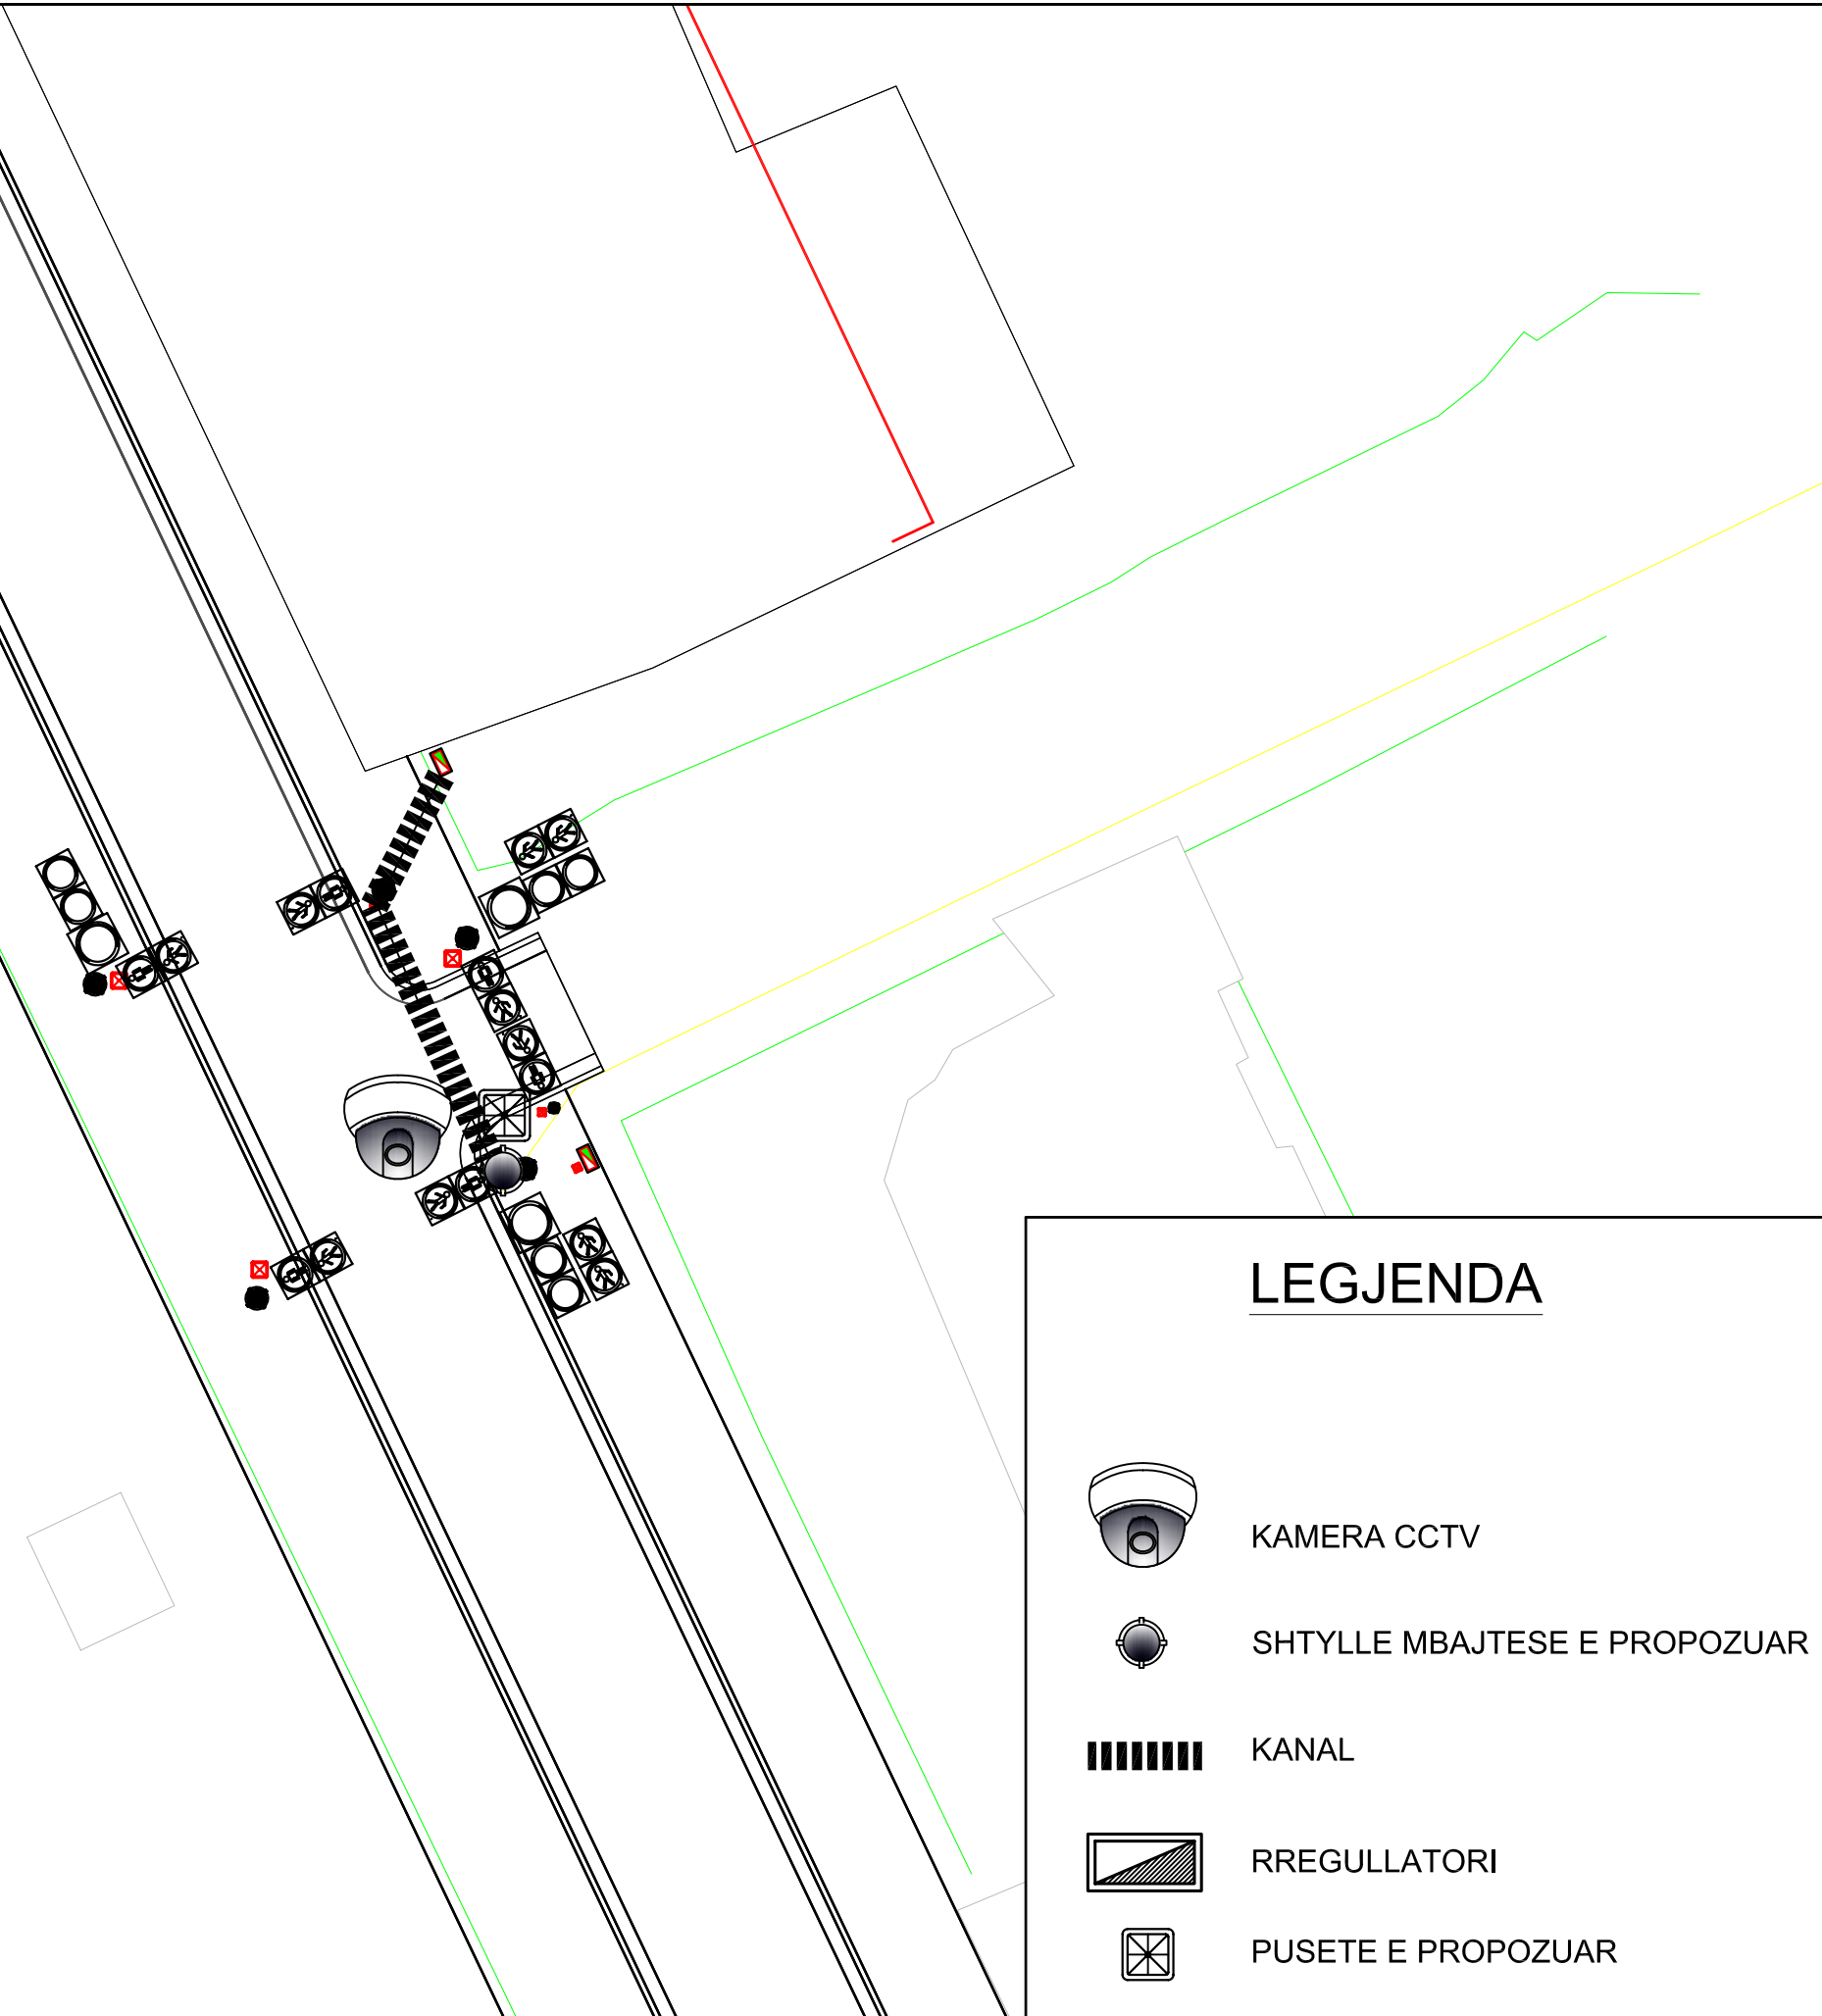 LEGJENDA
KAMERA CCTV
SHTYLLE MBAJTESE E PROPOZUAR
KANAL
RREGULLATORI
PUSETE E PROPOZUAR